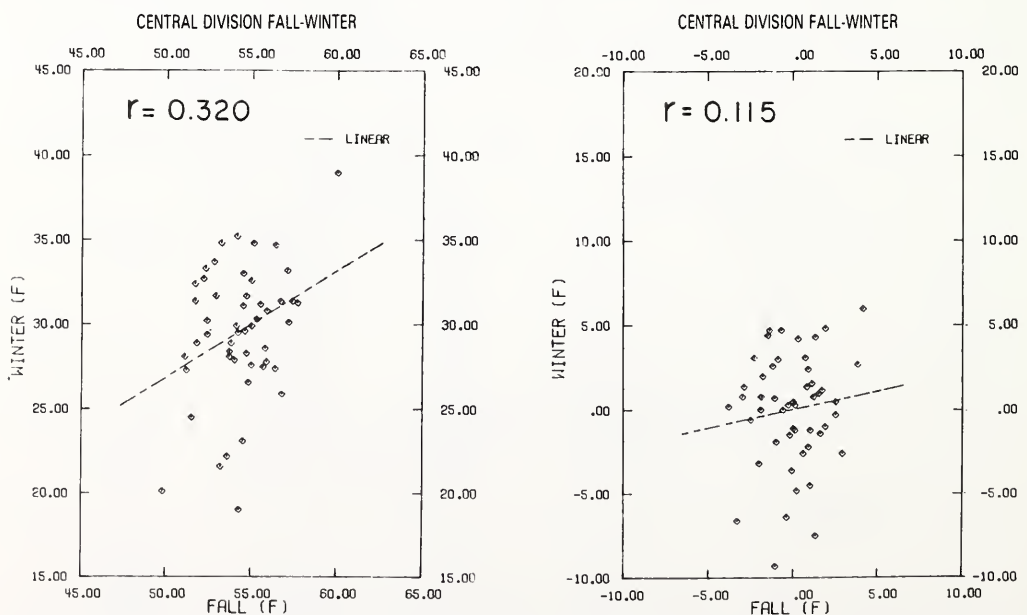 CENTRAL DIVISION FALL-WINTER
45.00 50.00 55.00 60.00 65.00
45.00 45.00
r= 0.320
LINEAR
40.00 40.00
35.00 35.00
30.00 30.00
25.00 25.00
20.00 20.00
15.00 15.00
WINTER (F)
45.00 50.00 55.00 60.00 65.00
FALL (F)
CENTRAL DIVISION FALL-WINTER
-10.00 -5.00 .00 5.00 10.00
20.00 20.00
r= 0.115
LINEAR
15.00 15.00
10.00 10.00
5.00 5.00
.00 .00
-5.00 -5.00
-10.00 -10.00
WINTER (F)
-10.00 -5.00 .00 5.00 10.00
FALL (F)